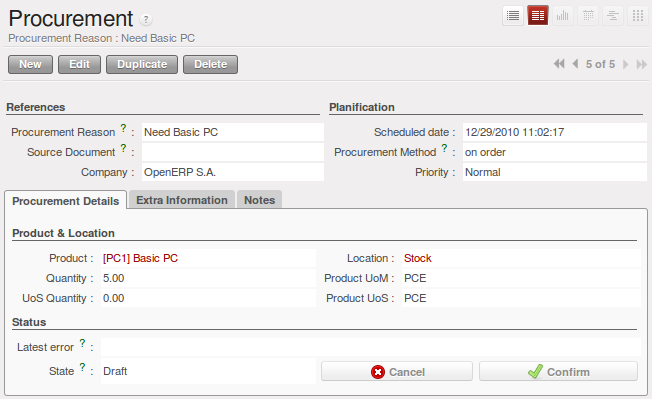 Procurement ?
Procurement Reason : Need Basic PC
New Edit Duplicate Delete 5 of 5
References Planification
Procurement Reason ? : Need Basic PC Scheduled date : 12/29/2010 11:02:17
Source Document ? : Procurement Method ? : on order
Company : OpenERP S.A. Priority : Normal
Procurement Details Extra Information Notes
Product & Location
Product : [PC1] Basic PC Location : Stock
Quantity : 5.00 Product UoM : PCE
UoS Quantity : 0.00 Product UoS : PCE
Status
Latest error ? :
State ? : Draft Cancel Confirm